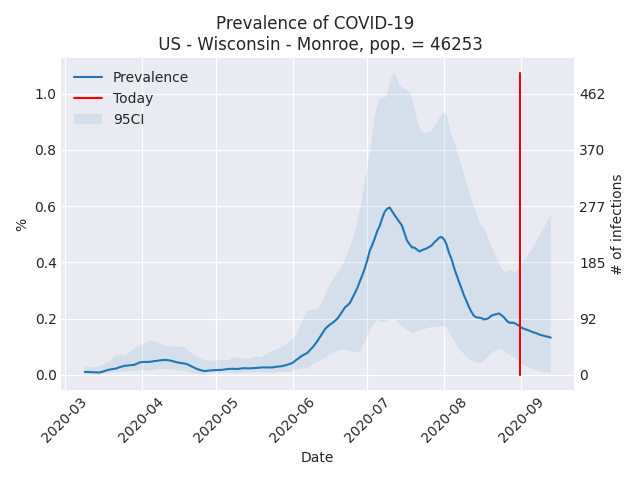 Prevalence of COVID-19
US - Wisconsin - Monroe, pop. = 46253
Prevalence
Today
95CI
1.0
0.8
0.6
0.4
0.2
0.0
%
462
370
277
185
92
0
# of infections
2020-03
2020-04
2020-05
2020-06
2020-07
2020-08
2020-09
Date